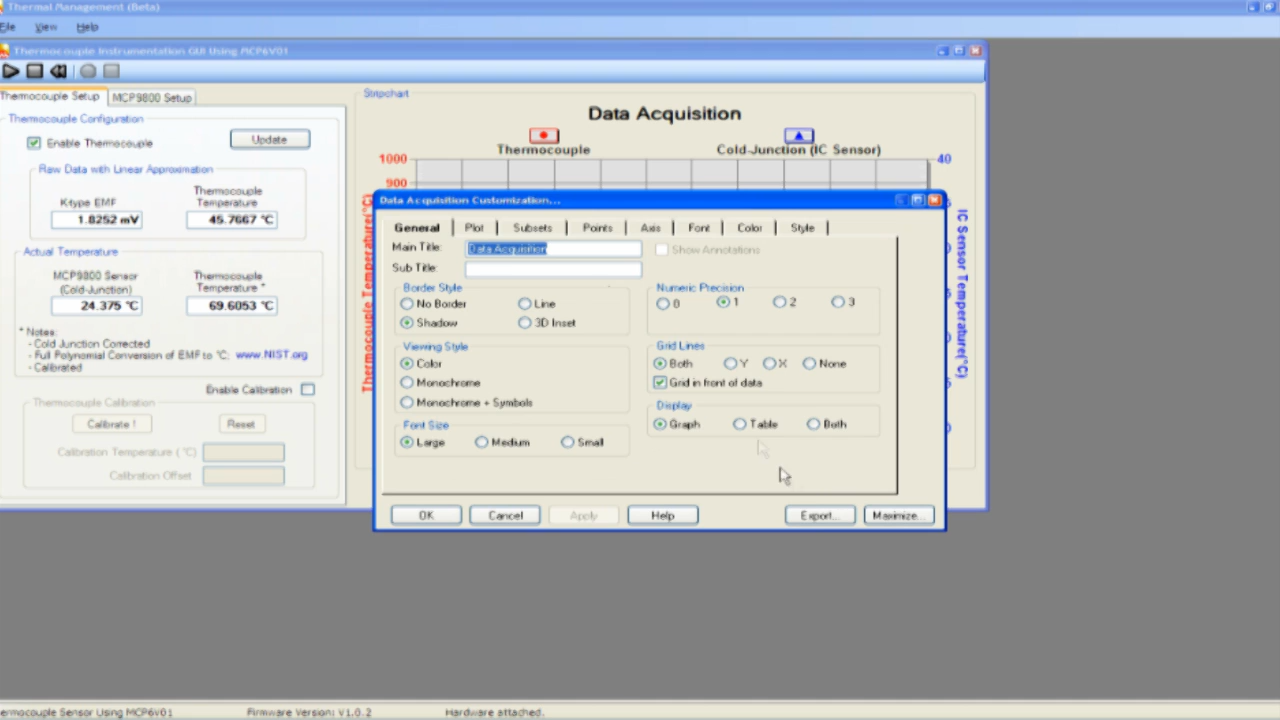 Thermal Management (Beta)
File View Help
Thermocouple Instrumentation GUI Using MCP6V01
Thermocouple Setup MCP9800 Setup
Thermocouple Configuration
Enable Thermocouple Update
Raw Data with Linear Approximation
K-type EMF
Thermocouple
Temperature
1.8252 mV 45.7667 °C
Actual Temperature
MCP9800 Sensor
(Cold-Junction)
Thermocouple
Temperature *
24.375 °C 69.6053 °C
* Notes:
- Cold Junction Corrected
- Full Polynomial Conversion of EMF to °C: www.NIST.org
- Calibrated
Enable Calibration
Thermocouple Calibration
Calibrate ! Reset
Calibration Temperature ( °C)
Calibration Offset
Stripchart
Data Acquisition
Thermocouple Cold-Junction (IC Sensor)
1000 40
900
Thermocouple Temperature(°C)
IC Sensor Temperature(°C)
Data Acquisition Customization...
General Plot Subsets Points Axis Font Color Style
Main Title: Data Acquisition Show Annotations
Sub Title:
Border Style
No Border Line
Shadow 3D Inset
Numeric Precision
0 1 2 3
Viewing Style
Color
Monochrome
Monochrome + Symbols
Grid Lines
Both Y X None
Grid in front of data
Font Size
Large Medium Small
Display
Graph Table Both
OK Cancel Apply Help Export... Maximize...
ermocouple Sensor Using MCP6V01 Firmware Version: V1.0.2 Hardware attached.